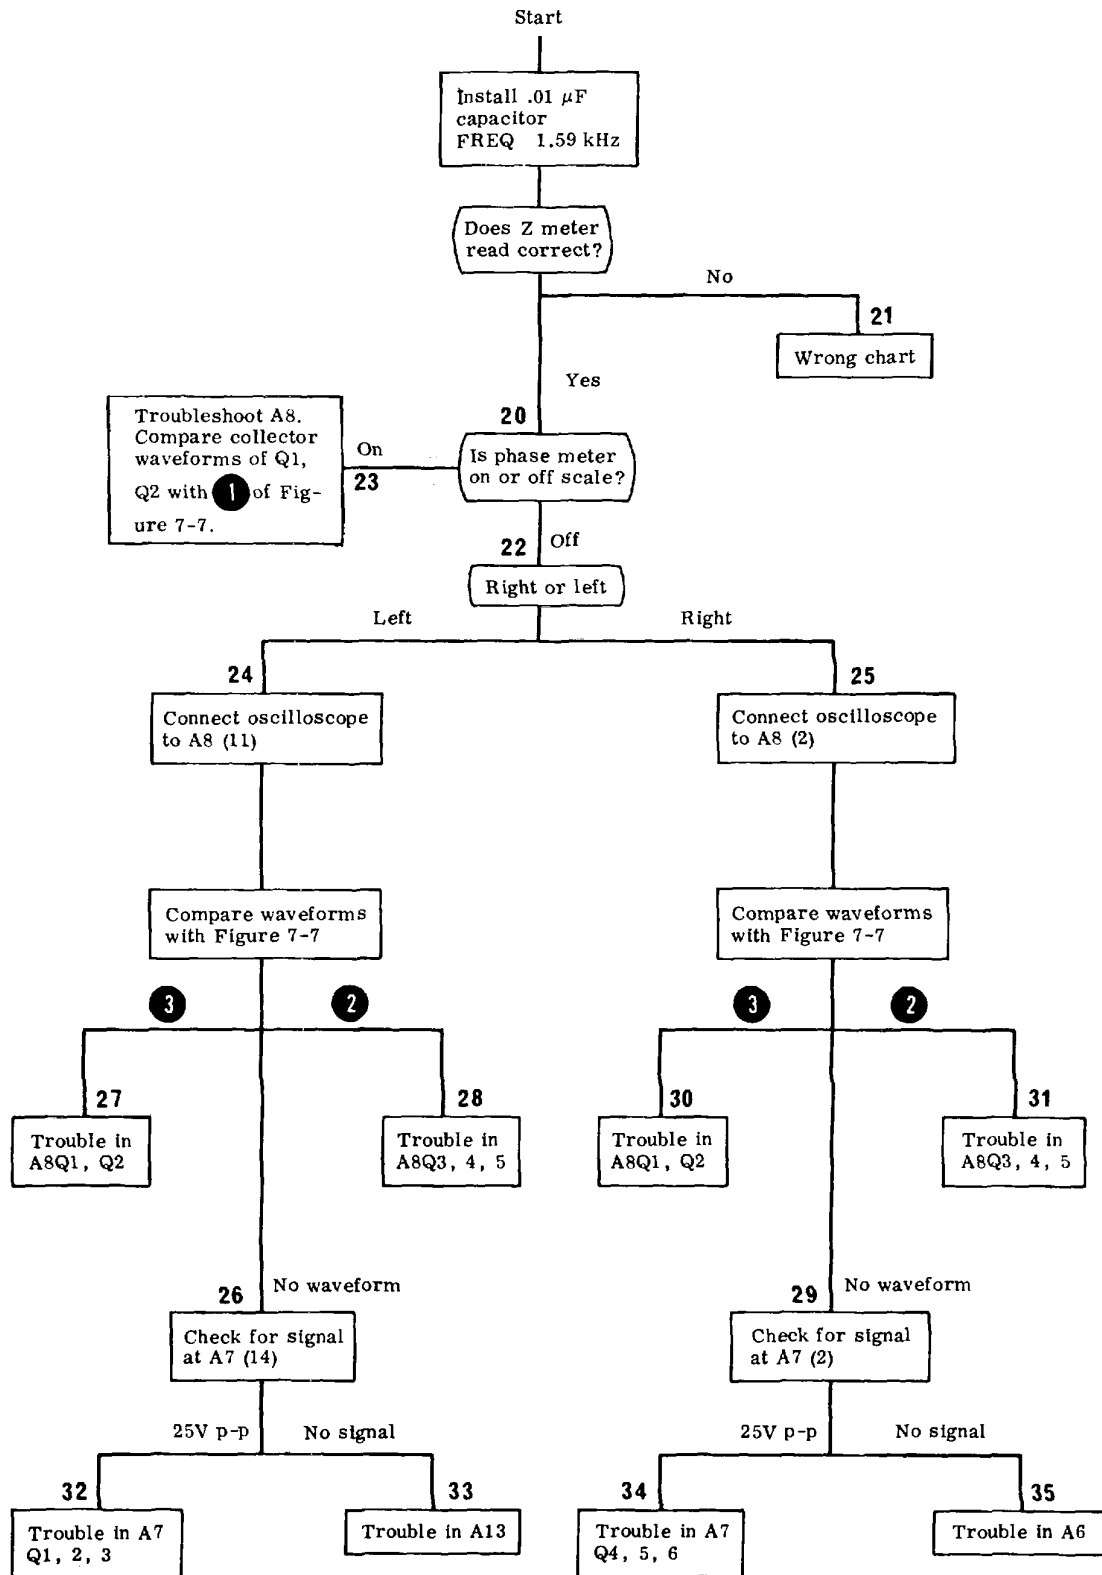 Start
Install .01 μF
capacitor
FREQ 1.59 kHz
Does Z meter
read correct?
No
21
Wrong chart
Yes
20
Is phase meter
on or off scale?
On
23
Troubleshoot A8.
Compare collector
waveforms of Q1,
Q2 with 1 of Fig-
ure 7-7.
22
Off
Right or left
Left
Right
24
Connect oscilloscope
to A8 (11)
25
Connect oscilloscope
to A8 (2)
Compare waveforms
with Figure 7-7
Compare waveforms
with Figure 7-7
3
2
3
2
27
Trouble in
A8Q1, Q2
28
Trouble in
A8Q3, 4, 5
30
Trouble in
A8Q1, Q2
31
Trouble in
A8Q3, 4, 5
26
No waveform
Check for signal
at A7 (14)
29
No waveform
Check for signal
at A7 (2)
25V p-p
No signal
25V p-p
No signal
32
Trouble in A7
Q1, 2, 3
33
Trouble in A13
34
Trouble in A7
Q4, 5, 6
35
Trouble in A6